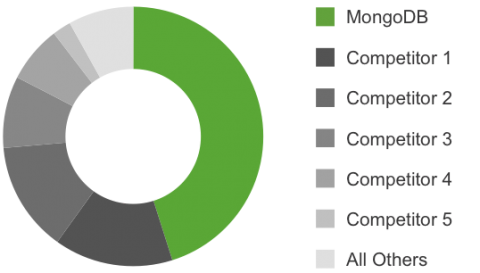 MongoDB
Competitor 1
Competitor 2
Competitor 3
Competitor 4
Competitor 5
All Others